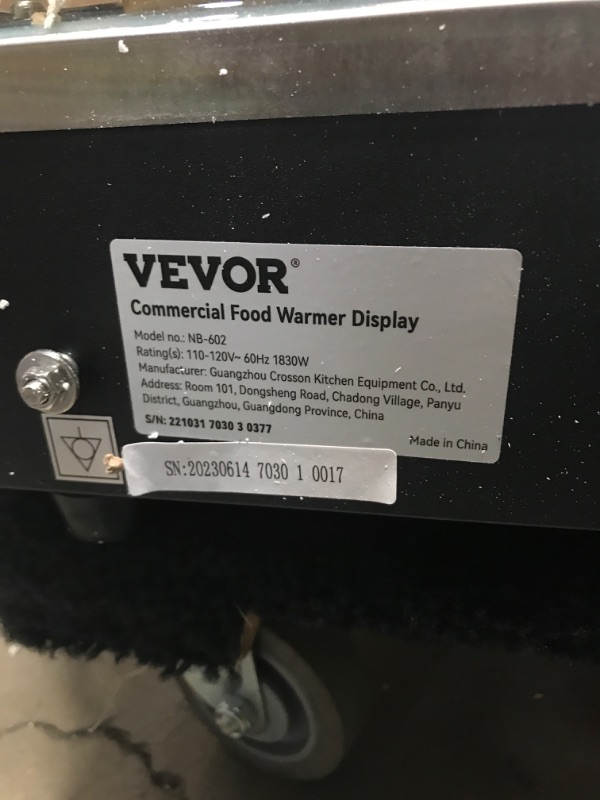 VEVOR®
Commercial Food Warmer Display
Model no.: NB-602
Rating(s): 110-120V~ 60Hz 1830W
Manufacturer: Guangzhou Crosson Kitchen Equipment Co., Ltd.
Address: Room 101, Dongsheng Road, Chadong Village, Panyu
District, Guangzhou, Guangdong Province, China
S/N: 221031 7030 3 0377
Made in China
SN:20230614 7030 1 0017